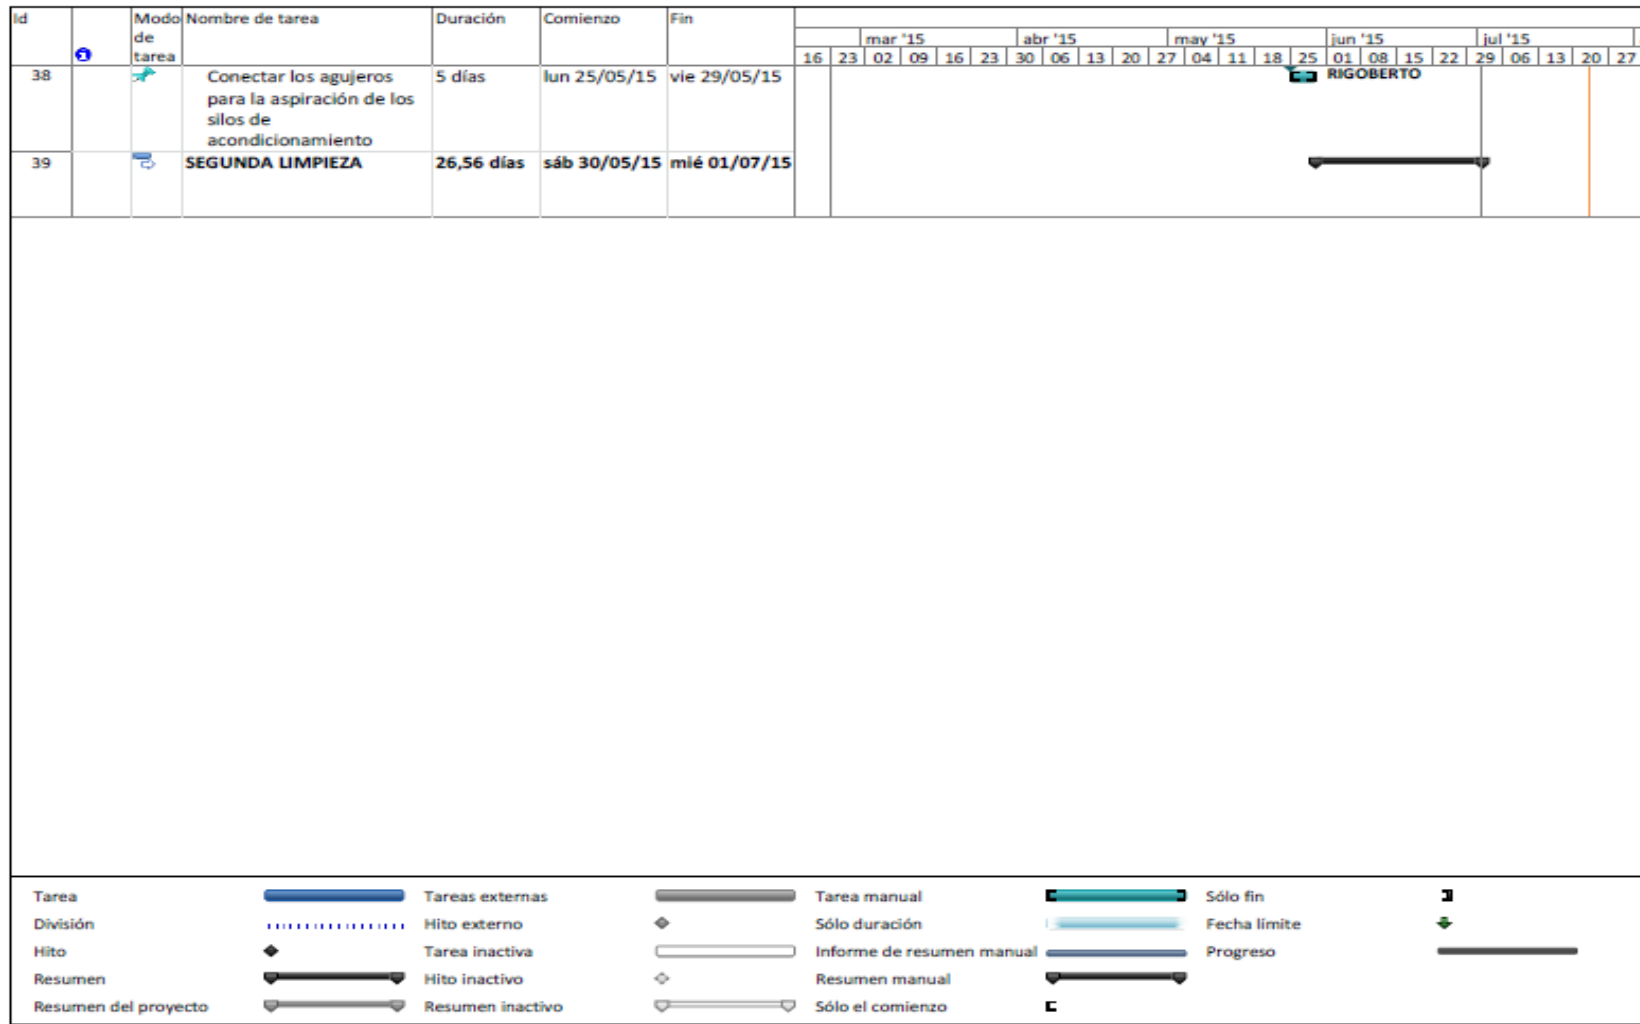 Id Modo Nombre de tarea Duración Comienzo Fin
de
tarea
mar '15 abr '15 may '15 jun '15 jul '15
16 23 02 09 16 23 30 06 13 20 27 04 11 18 25 01 08 15 22 29 06 13 20 27
38 Conectar los agujeros 5 días lun 25/05/15 vie 29/05/15 RIGOBERTO
para la aspiración de los
silos de
acondicionamiento
39 SEGUNDA LIMPIEZA 26,56 días sáb 30/05/15 mié 01/07/15
Tarea Tareas externas Tarea manual Sólo fin
División Hito externo Sólo duración Fecha límite
Hito Tarea inactiva Informe de resumen manual Progreso
Resumen Hito inactivo Resumen manual
Resumen del proyecto Resumen inactivo Sólo el comienzo